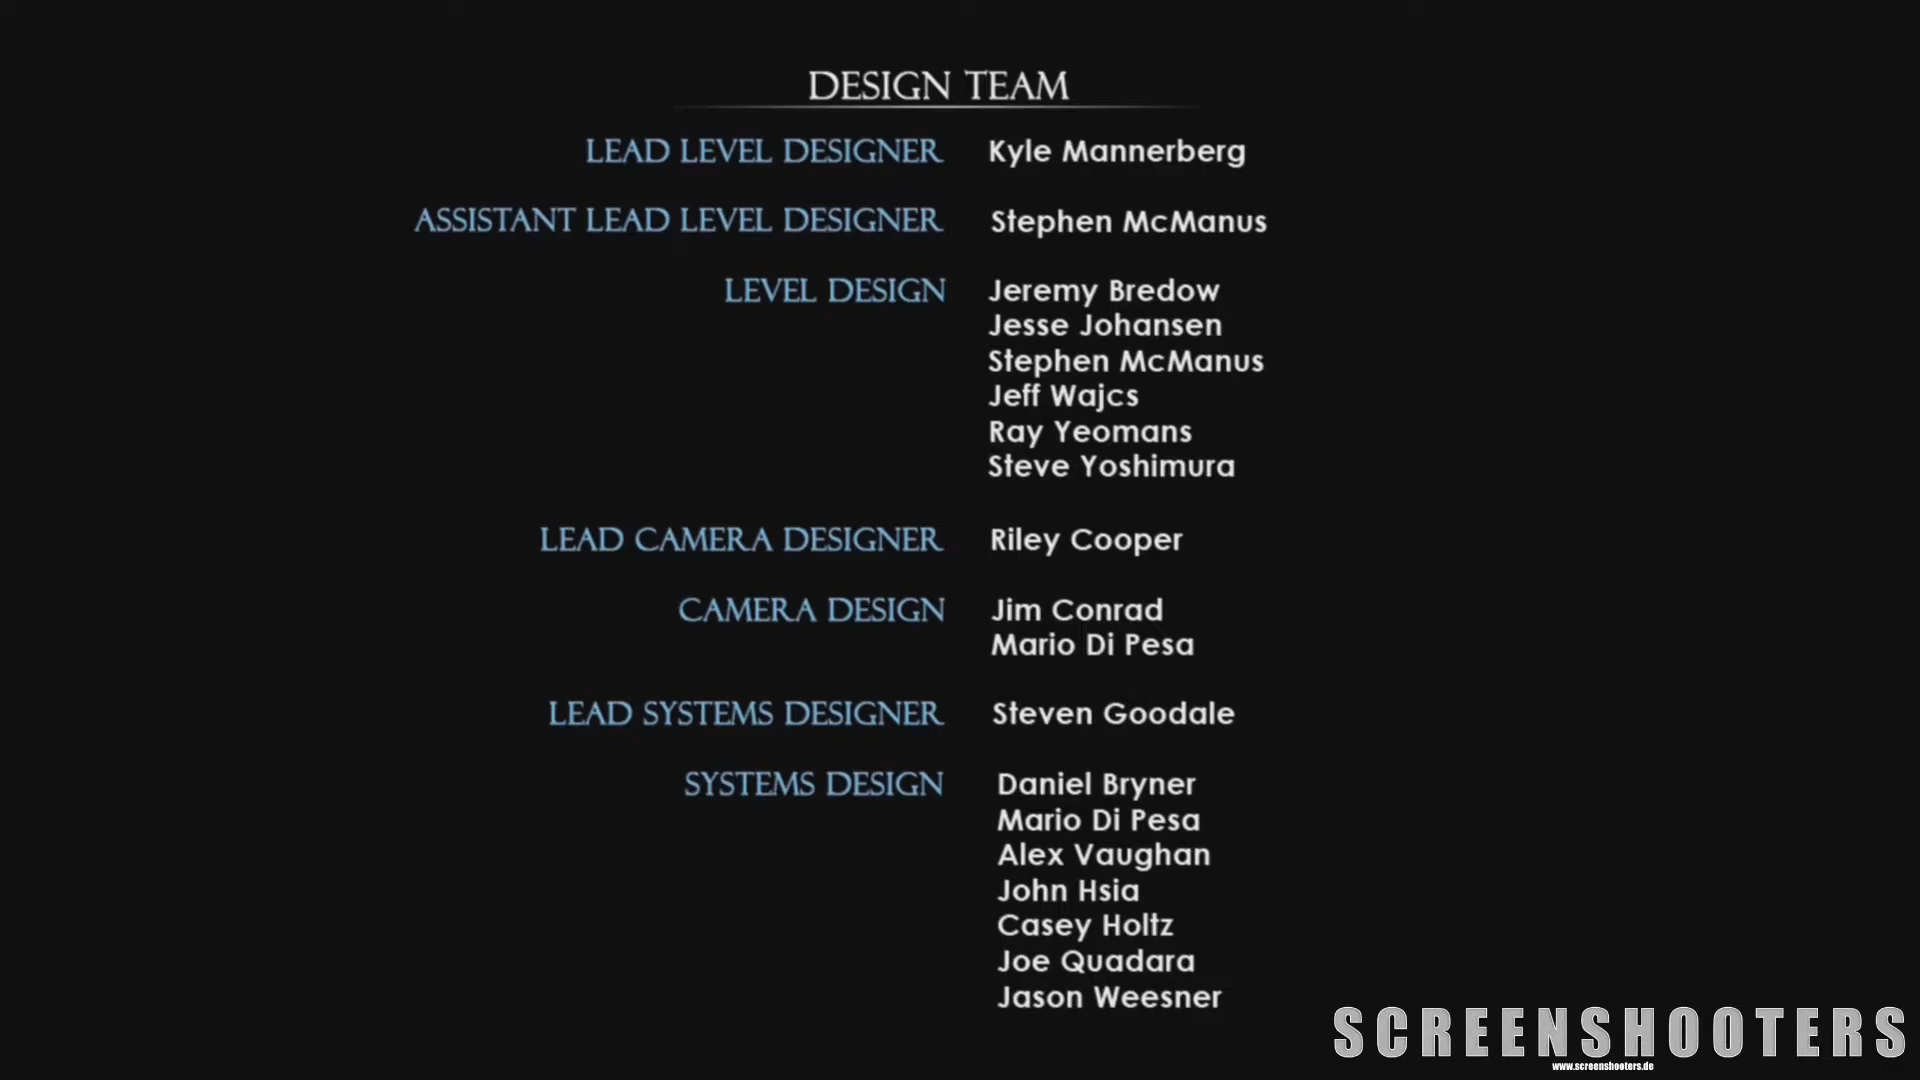 DESIGN TEAM
LEAD LEVEL DESIGNER Kyle Mannerberg
ASSISTANT LEAD LEVEL DESIGNER Stephen McManus
LEVEL DESIGN Jeremy Bredow
Jesse Johansen
Stephen McManus
Jeff Wajcs
Ray Yeomans
Steve Yoshimura
LEAD CAMERA DESIGNER Riley Cooper
CAMERA DESIGN Jim Conrad
Mario Di Pesa
LEAD SYSTEMS DESIGNER Steven Goodale
SYSTEMS DESIGN Daniel Bryner
Mario Di Pesa
Alex Vaughan
John Hsia
Casey Holtz
Joe Quadara
Jason Weesner
SCREENSHOOTERS
www.screenshooters.de